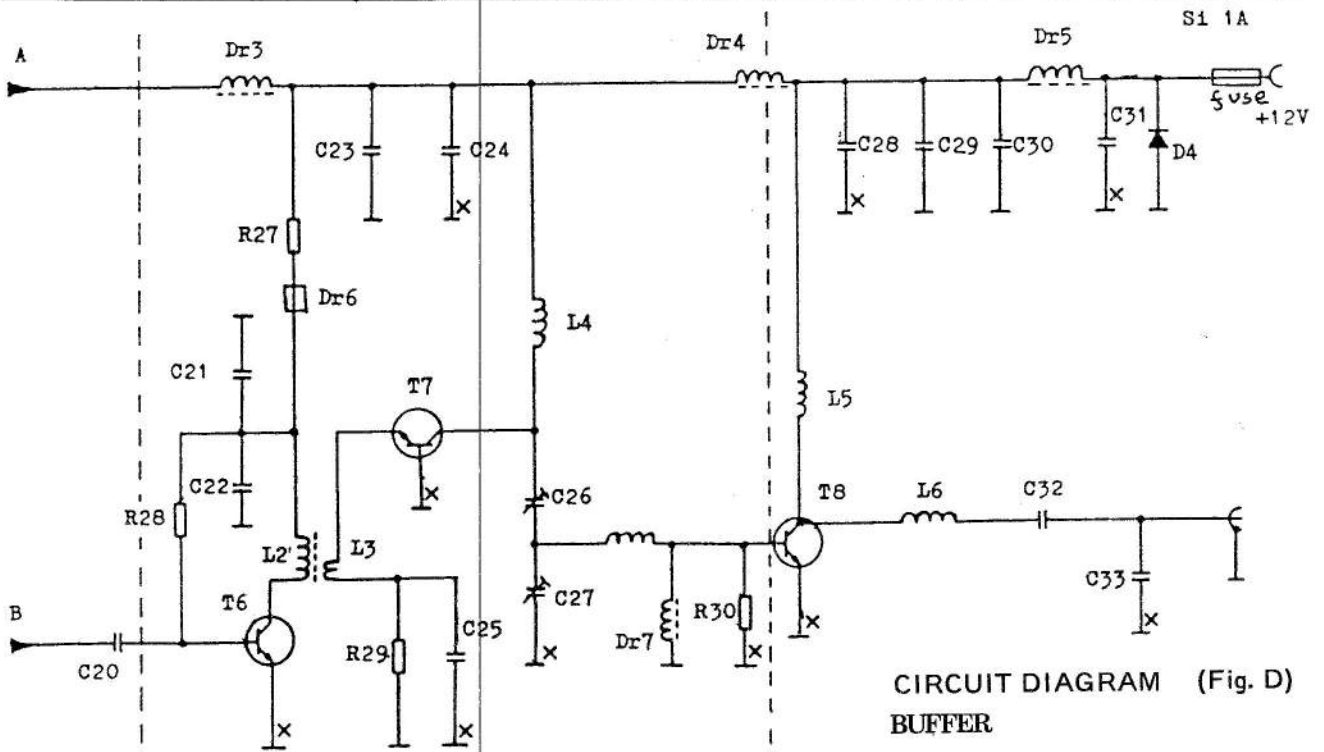 Si 1A
A
Dr3
Dr4
Dr5
fuse
+12V
C23
C24
C28
C29
C30
C31
D4
R27
Dr6
L4
C21
T7
L5
C22
C26
T8
L6
C32
R28
L2
L3
C27
C33
B
T6
C20
R29
C25
Dr7
R30
CIRCUIT DIAGRAM (Fig. D)
BUFFER